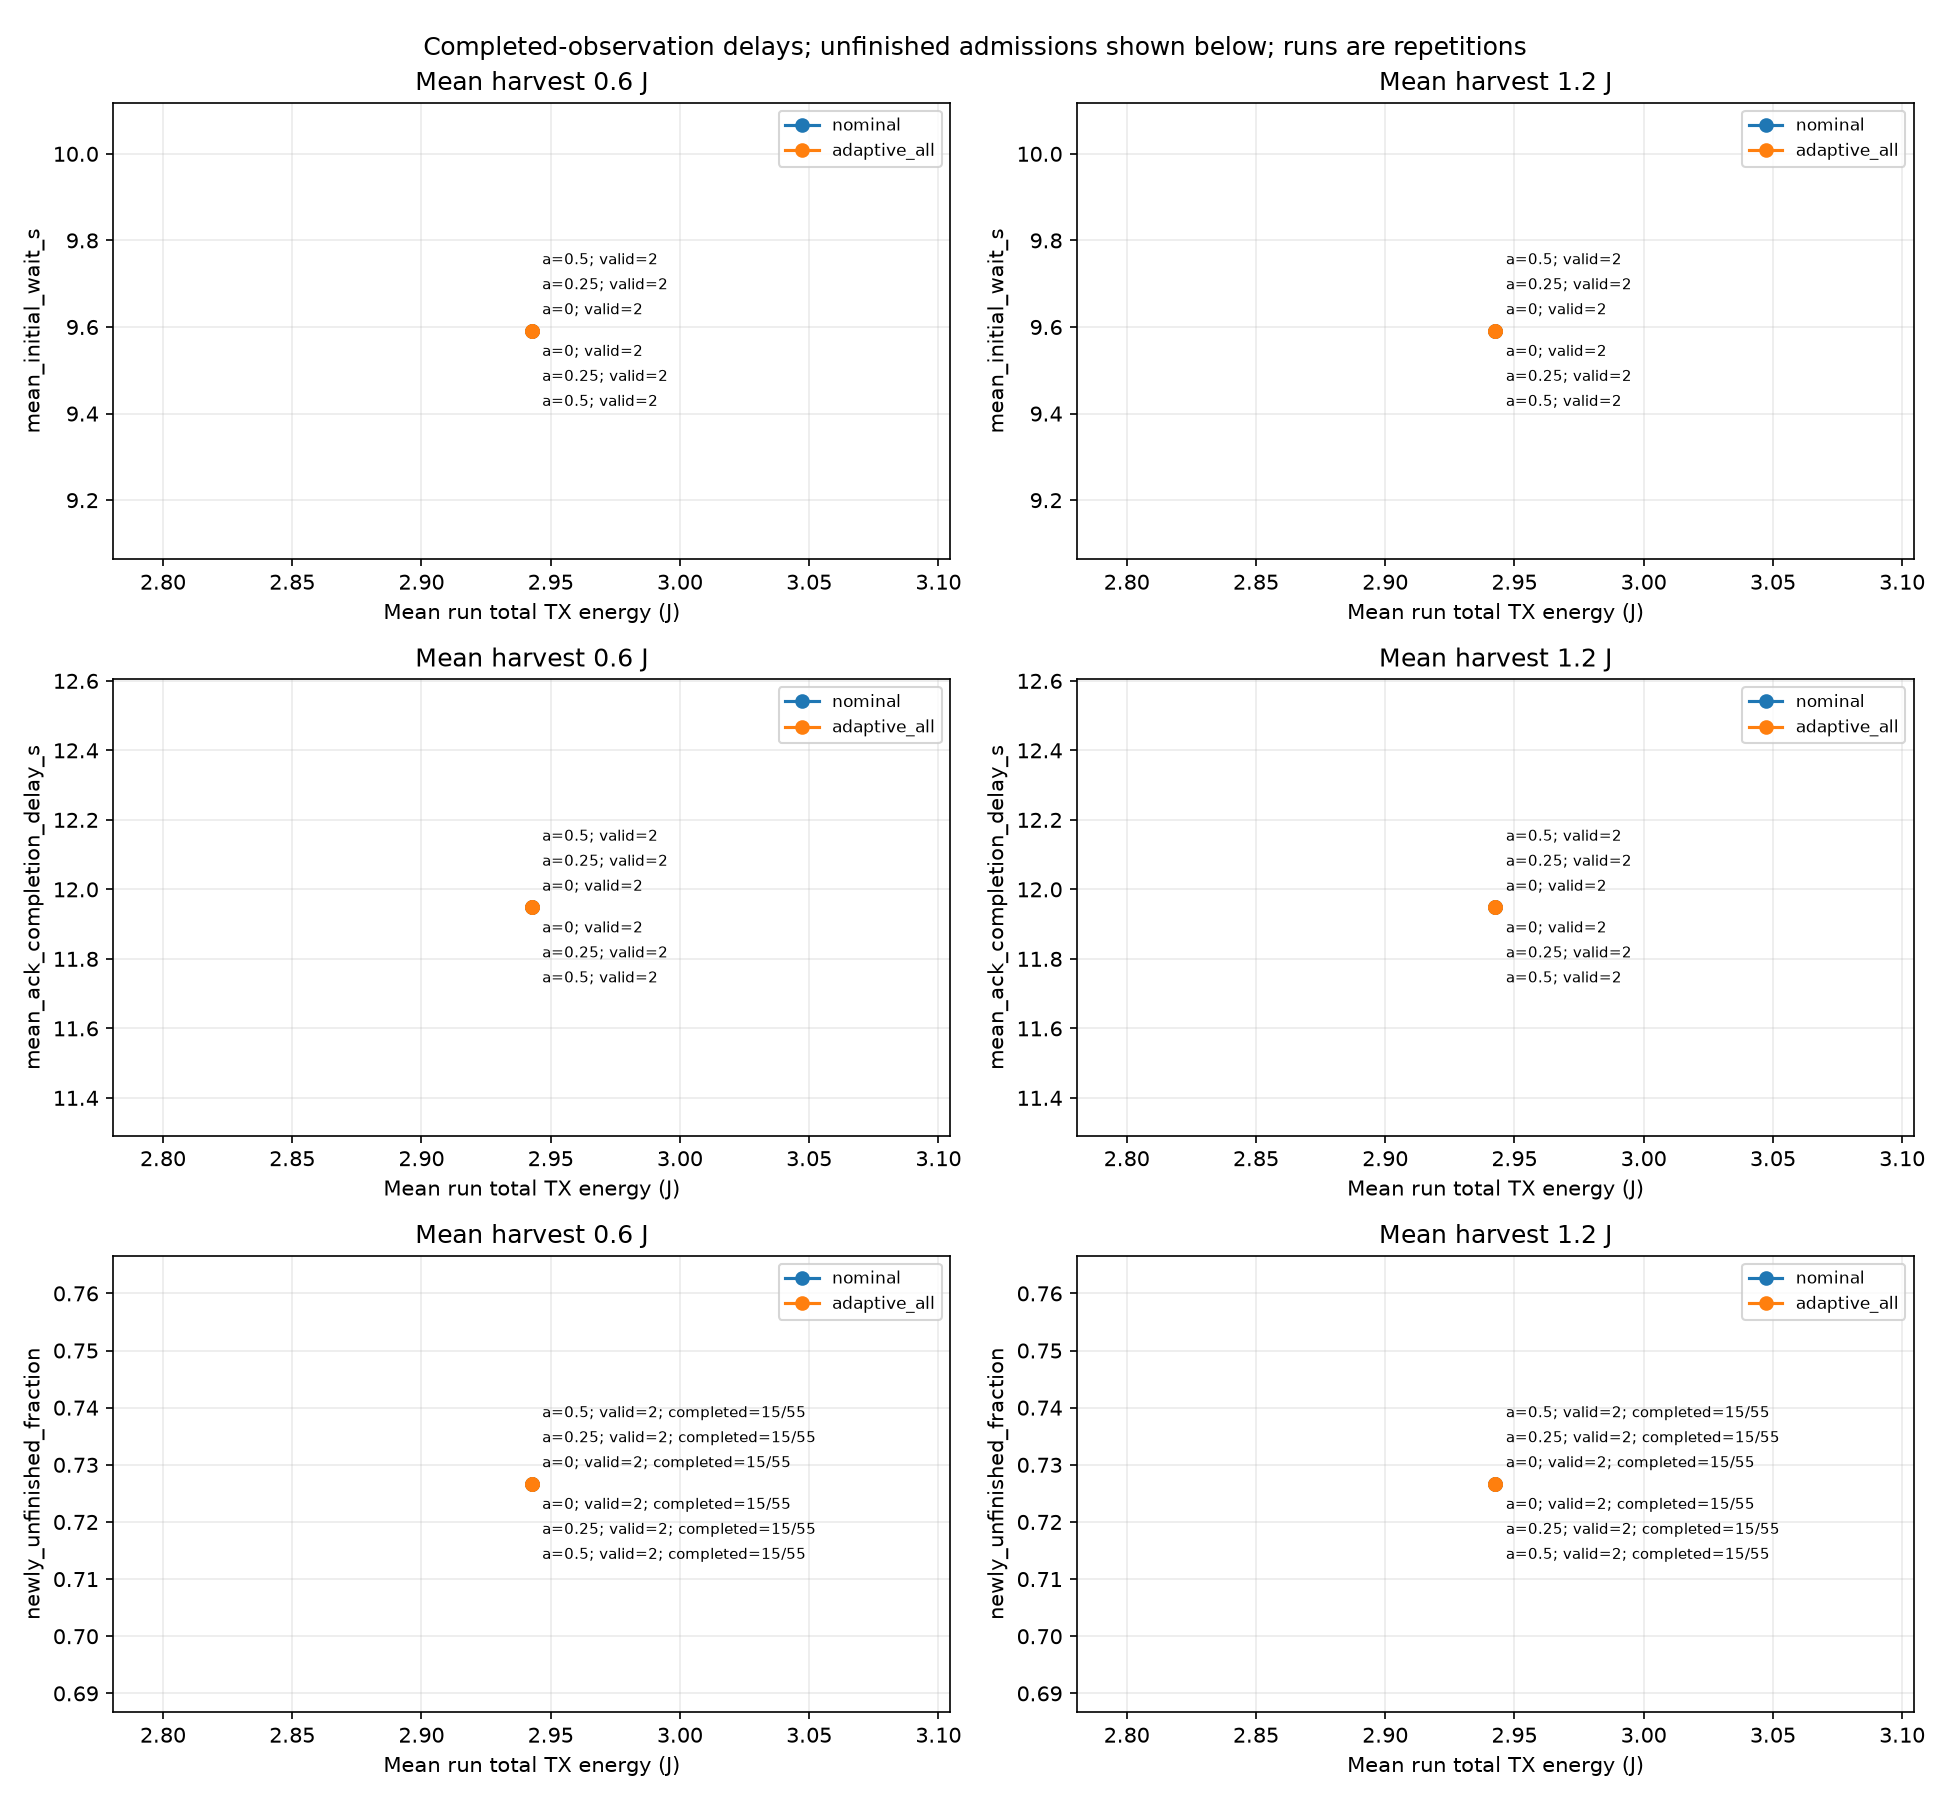 Completed-observation delays; unfinished admissions shown below; runs are repetitions
Mean harvest 0.6 J
mean_initial_wait_s
10.0
9.8
9.6
9.4
9.2
nominal
adaptive_all
a=0.5; valid=2
a=0.25; valid=2
a=0; valid=2
a=0; valid=2
a=0.25; valid=2
a=0.5; valid=2
2.80 2.85 2.90 2.95 3.00 3.05 3.10
Mean run total TX energy (J)
Mean harvest 1.2 J
mean_initial_wait_s
10.0
9.8
9.6
9.4
9.2
nominal
adaptive_all
a=0.5; valid=2
a=0.25; valid=2
a=0; valid=2
a=0; valid=2
a=0.25; valid=2
a=0.5; valid=2
2.80 2.85 2.90 2.95 3.00 3.05 3.10
Mean run total TX energy (J)
Mean harvest 0.6 J
mean_ack_completion_delay_s
12.6
12.4
12.2
12.0
11.8
11.6
11.4
nominal
adaptive_all
a=0.5; valid=2
a=0.25; valid=2
a=0; valid=2
a=0; valid=2
a=0.25; valid=2
a=0.5; valid=2
2.80 2.85 2.90 2.95 3.00 3.05 3.10
Mean run total TX energy (J)
Mean harvest 1.2 J
mean_ack_completion_delay_s
12.6
12.4
12.2
12.0
11.8
11.6
11.4
nominal
adaptive_all
a=0.5; valid=2
a=0.25; valid=2
a=0; valid=2
a=0; valid=2
a=0.25; valid=2
a=0.5; valid=2
2.80 2.85 2.90 2.95 3.00 3.05 3.10
Mean run total TX energy (J)
Mean harvest 0.6 J
newly_unfinished_fraction
0.76
0.75
0.74
0.73
0.72
0.71
0.70
0.69
nominal
adaptive_all
a=0.5; valid=2; completed=15/55
a=0.25; valid=2; completed=15/55
a=0; valid=2; completed=15/55
a=0; valid=2; completed=15/55
a=0.25; valid=2; completed=15/55
a=0.5; valid=2; completed=15/55
2.80 2.85 2.90 2.95 3.00 3.05 3.10
Mean run total TX energy (J)
Mean harvest 1.2 J
newly_unfinished_fraction
0.76
0.75
0.74
0.73
0.72
0.71
0.70
0.69
nominal
adaptive_all
a=0.5; valid=2; completed=15/55
a=0.25; valid=2; completed=15/55
a=0; valid=2; completed=15/55
a=0; valid=2; completed=15/55
a=0.25; valid=2; completed=15/55
a=0.5; valid=2; completed=15/55
2.80 2.85 2.90 2.95 3.00 3.05 3.10
Mean run total TX energy (J)